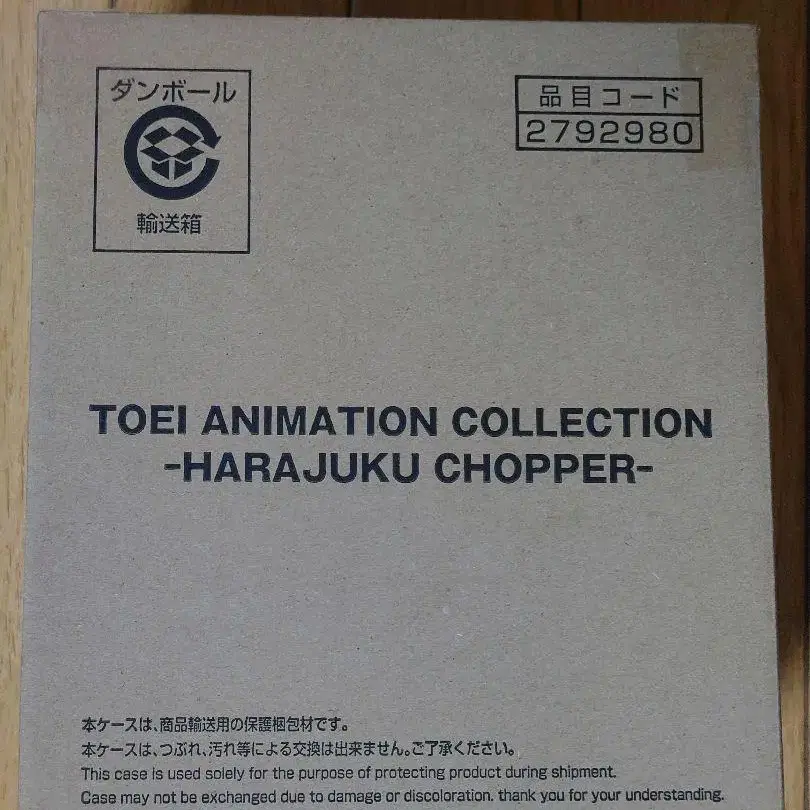 ダンボール
輸送箱
品目コード
2792980
TOEI ANIMATION COLLECTION
-HARAJUKU CHOPPER-
本ケースは、商品輸送用の保護梱包材です。
本ケースは、つぶれ、汚れ等による交換は出来ません。ご了承ください。
This case is used solely for the purpose of protecting product during shipment.
Case may not be exchanged due to damage or discoloration. thank you for your understanding.